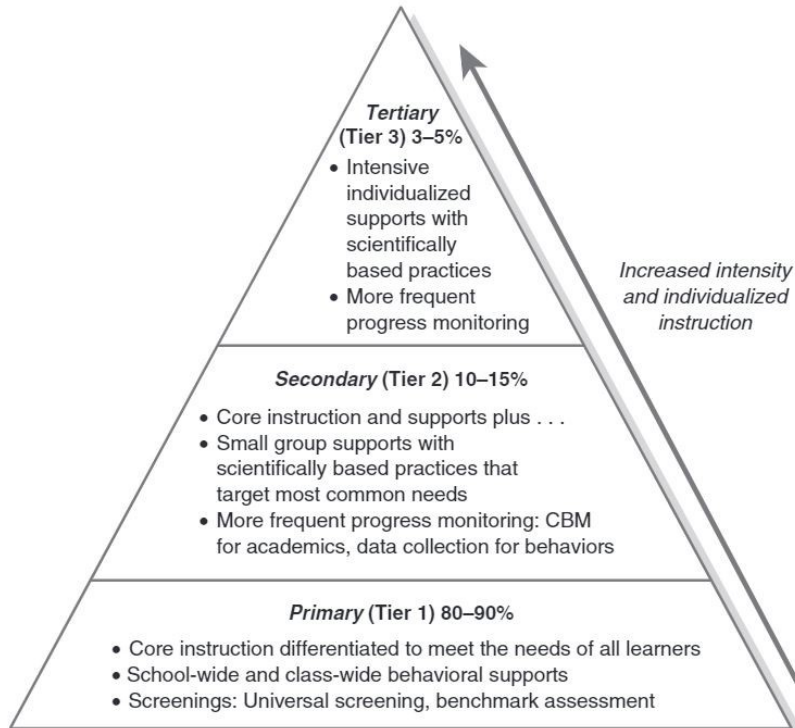 Tertiary
(Tier 3) 3–5%
• Intensive
individualized
supports with
scientifically
based practices
• More frequent
progress monitoring
Increased intensity
and individualized
instruction
Secondary (Tier 2) 10–15%
• Core instruction and supports plus . . .
• Small group supports with
scientifically based practices that
target most common needs
• More frequent progress monitoring: CBM
for academics, data collection for behaviors
Primary (Tier 1) 80–90%
• Core instruction differentiated to meet the needs of all learners
• School-wide and class-wide behavioral supports
• Screenings: Universal screening, benchmark assessment